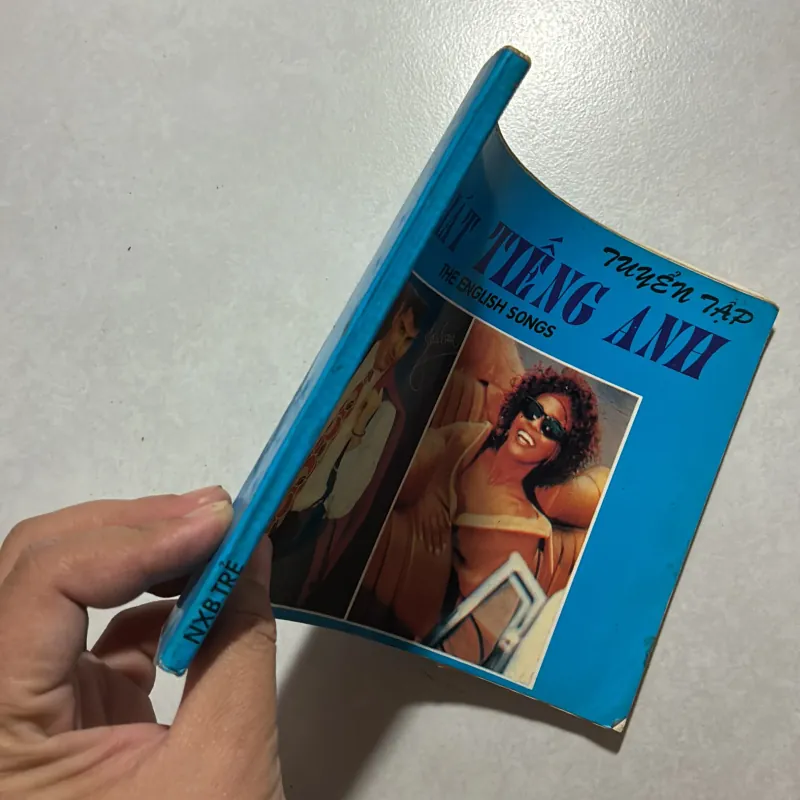 TUYỂN TẬP
TIẾNG ANH
THE ENGLISH SONGS
NXB TRẺ